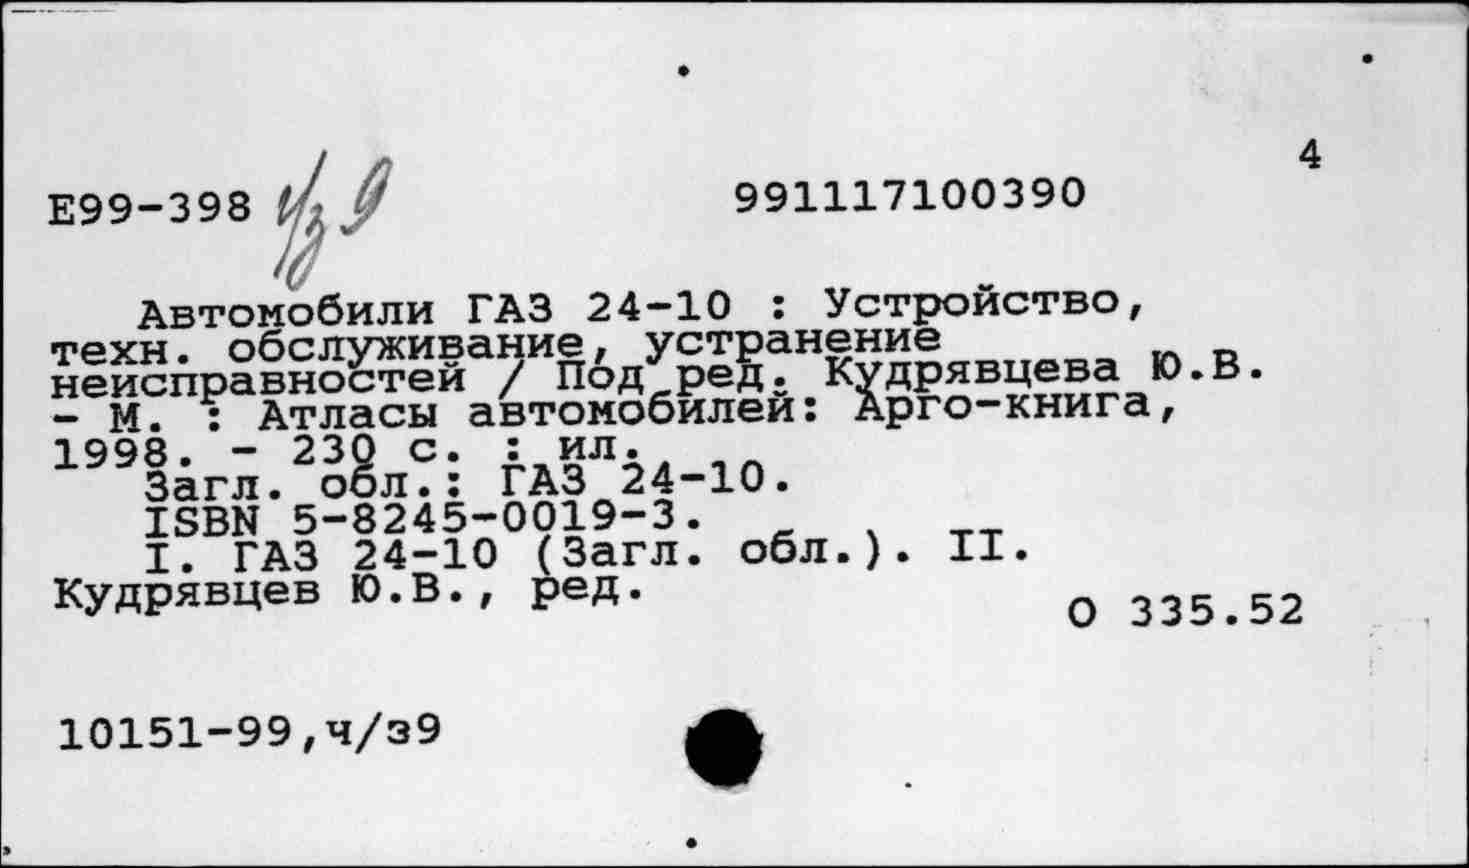 4
E99-398 ч/з 9 991117100390
10
Автомобили ГАЗ 24-10 : Устройство,
техн. обслуживание, устранение
неисправностей / Под ред. Кудрявцева Ю.В.
- М. : Атласы автомобилей: Арго-книга,
1998. - 230 с. : ил.
Загл. обл.: ГАЗ 24-10.
ISBN 5-8245-0019-3.
I. ГАЗ 24-10 (Загл. обл.). II.
Кудрявцев Ю.В., ред.
О 335.52
10151-99,ч/з9